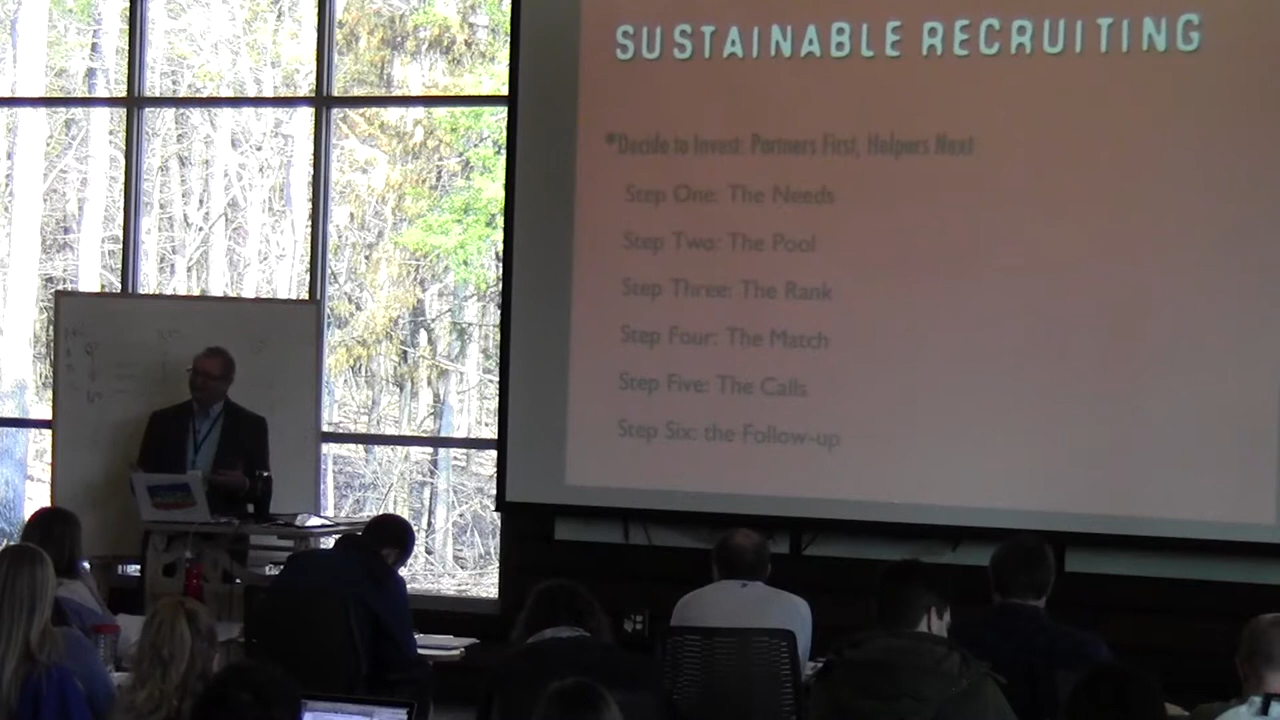 SUSTAINABLE RECRUITING
*Decide to Invest: Partners First, Helpers Next
Step One: The Needs
Step Two: The Pool
Step Three: The Rank
Step Four: The Match
Step Five: The Calls
Step Six: the Follow-up